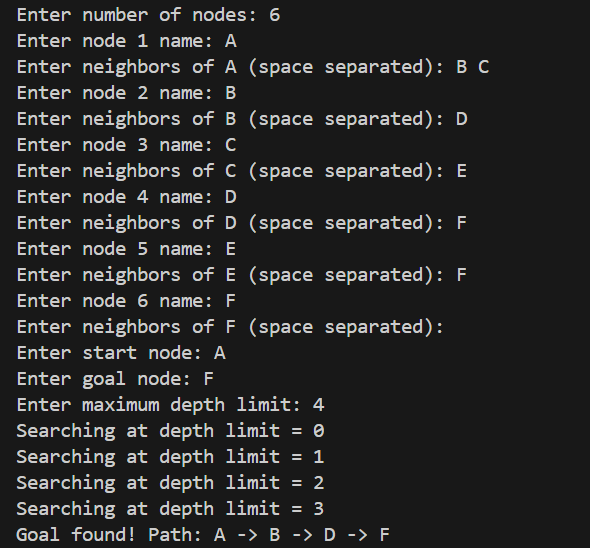 Enter number of nodes: 6
Enter node 1 name: A
Enter neighbors of A (space separated): B C
Enter node 2 name: B
Enter neighbors of B (space separated): D
Enter node 3 name: C
Enter neighbors of C (space separated): E
Enter node 4 name: D
Enter neighbors of D (space separated): F
Enter node 5 name: E
Enter neighbors of E (space separated): F
Enter node 6 name: F
Enter neighbors of F (space separated):
Enter start node: A
Enter goal node: F
Enter maximum depth limit: 4
Searching at depth limit = 0
Searching at depth limit = 1
Searching at depth limit = 2
Searching at depth limit = 3
Goal found! Path: A -> B -> D -> F